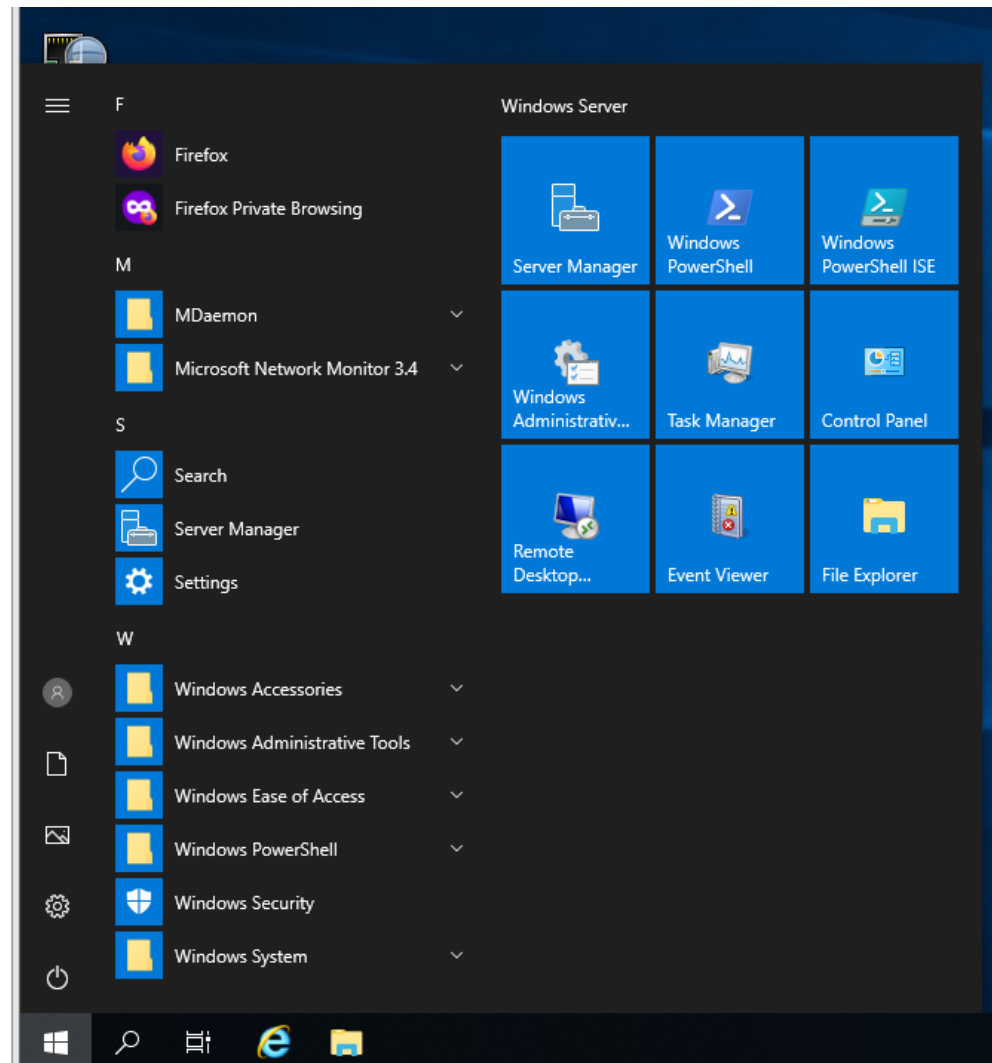 F
Firefox
Firefox Private Browsing
M
MDaemon
Microsoft Network Monitor 3.4
S
Search
Server Manager
Settings
W
Windows Accessories
Windows Administrative Tools
Windows Ease of Access
Windows PowerShell
Windows Security
Windows System
Windows Server
Server Manager
Windows
PowerShell
Windows
PowerShell ISE
Windows
Administrativ...
Task Manager
Control Panel
Remote
Desktop...
Event Viewer
File Explorer